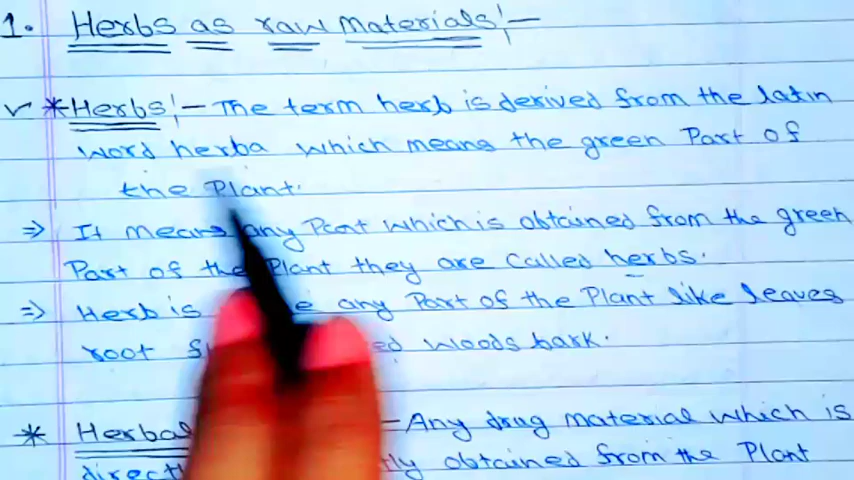 1. Herbs as raw materials!-
* Herbs!- The term herb is derived from the latin
word herba which means the green Part of
the Plant.
⇒ It means any Part which is obtained from the green
Part of the Plant they are called herbs.
⇒ Herb is any Part of the Plant like leaves
root woods bark.
* Herbal - Any drug material which is
obtained from the Plant